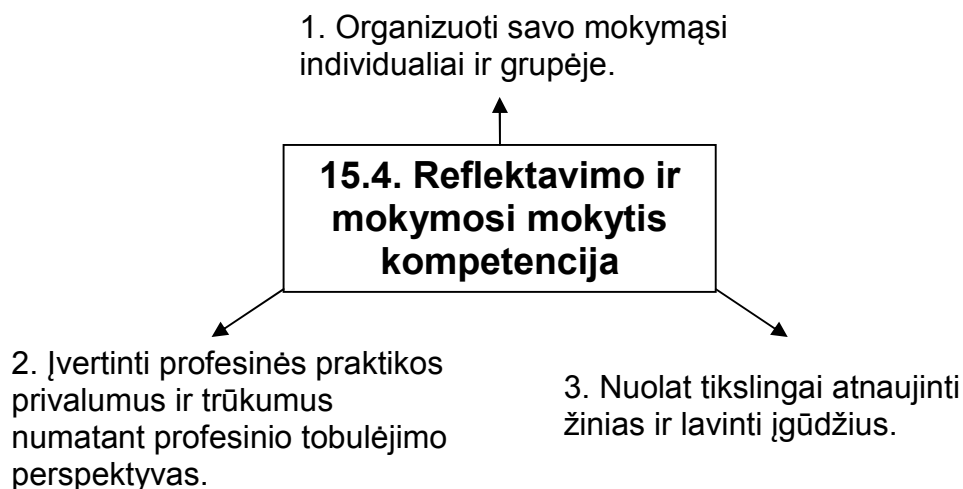 1. Organizuoti savo mokymąsi
individualiai ir grupėje.
15.4. Reflektavimo ir
mokymosi mokytis
kompetencija
2. Įvertinti profesinės praktikos
privalumus ir trūkumus
numatant profesinio tobulėjimo
perspektyvas.
3. Nuolat tikslingai atnaujinti
žinias ir lavinti įgūdžius.